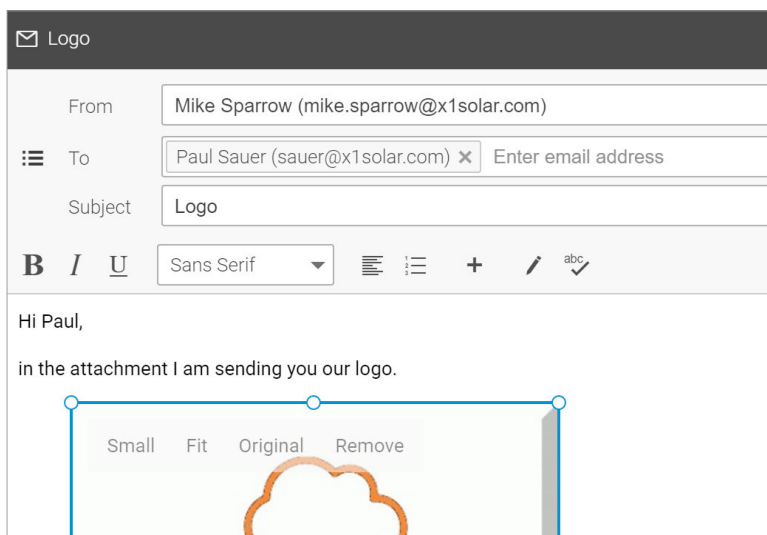 Logo
From Mike Sparrow (mike.sparrow@x1solar.com)
To Paul Sauer (sauer@x1solar.com) Enter email address
Subject Logo
B I U Sans Serif abc
Hi Paul,
in the attachment I am sending you our logo.
Small Fit Original Remove